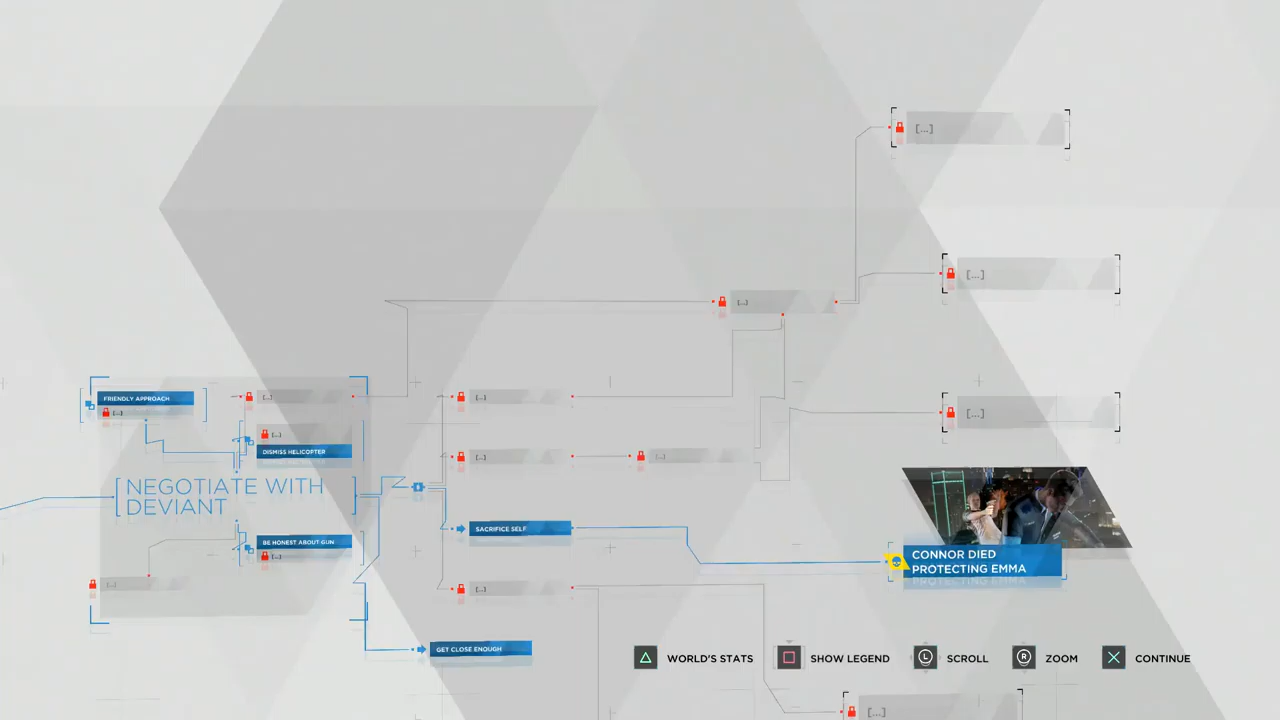 [...]
[...]
[...]
FRIENDLY APPROACH
[...]
[...]
[...]
[...]
[...]
[...]
DISMISS HELICOPTER
[...]
[...]
NEGOTIATE WITH
DEVIANT
SACRIFICE SELF
BE HONEST ABOUT GUN
[...]
CONNOR DIED
PROTECTING EMMA
[...]
[...]
GET CLOSE ENOUGH
WORLD'S STATS
SHOW LEGEND
L
SCROLL
R
ZOOM
CONTINUE
[...]